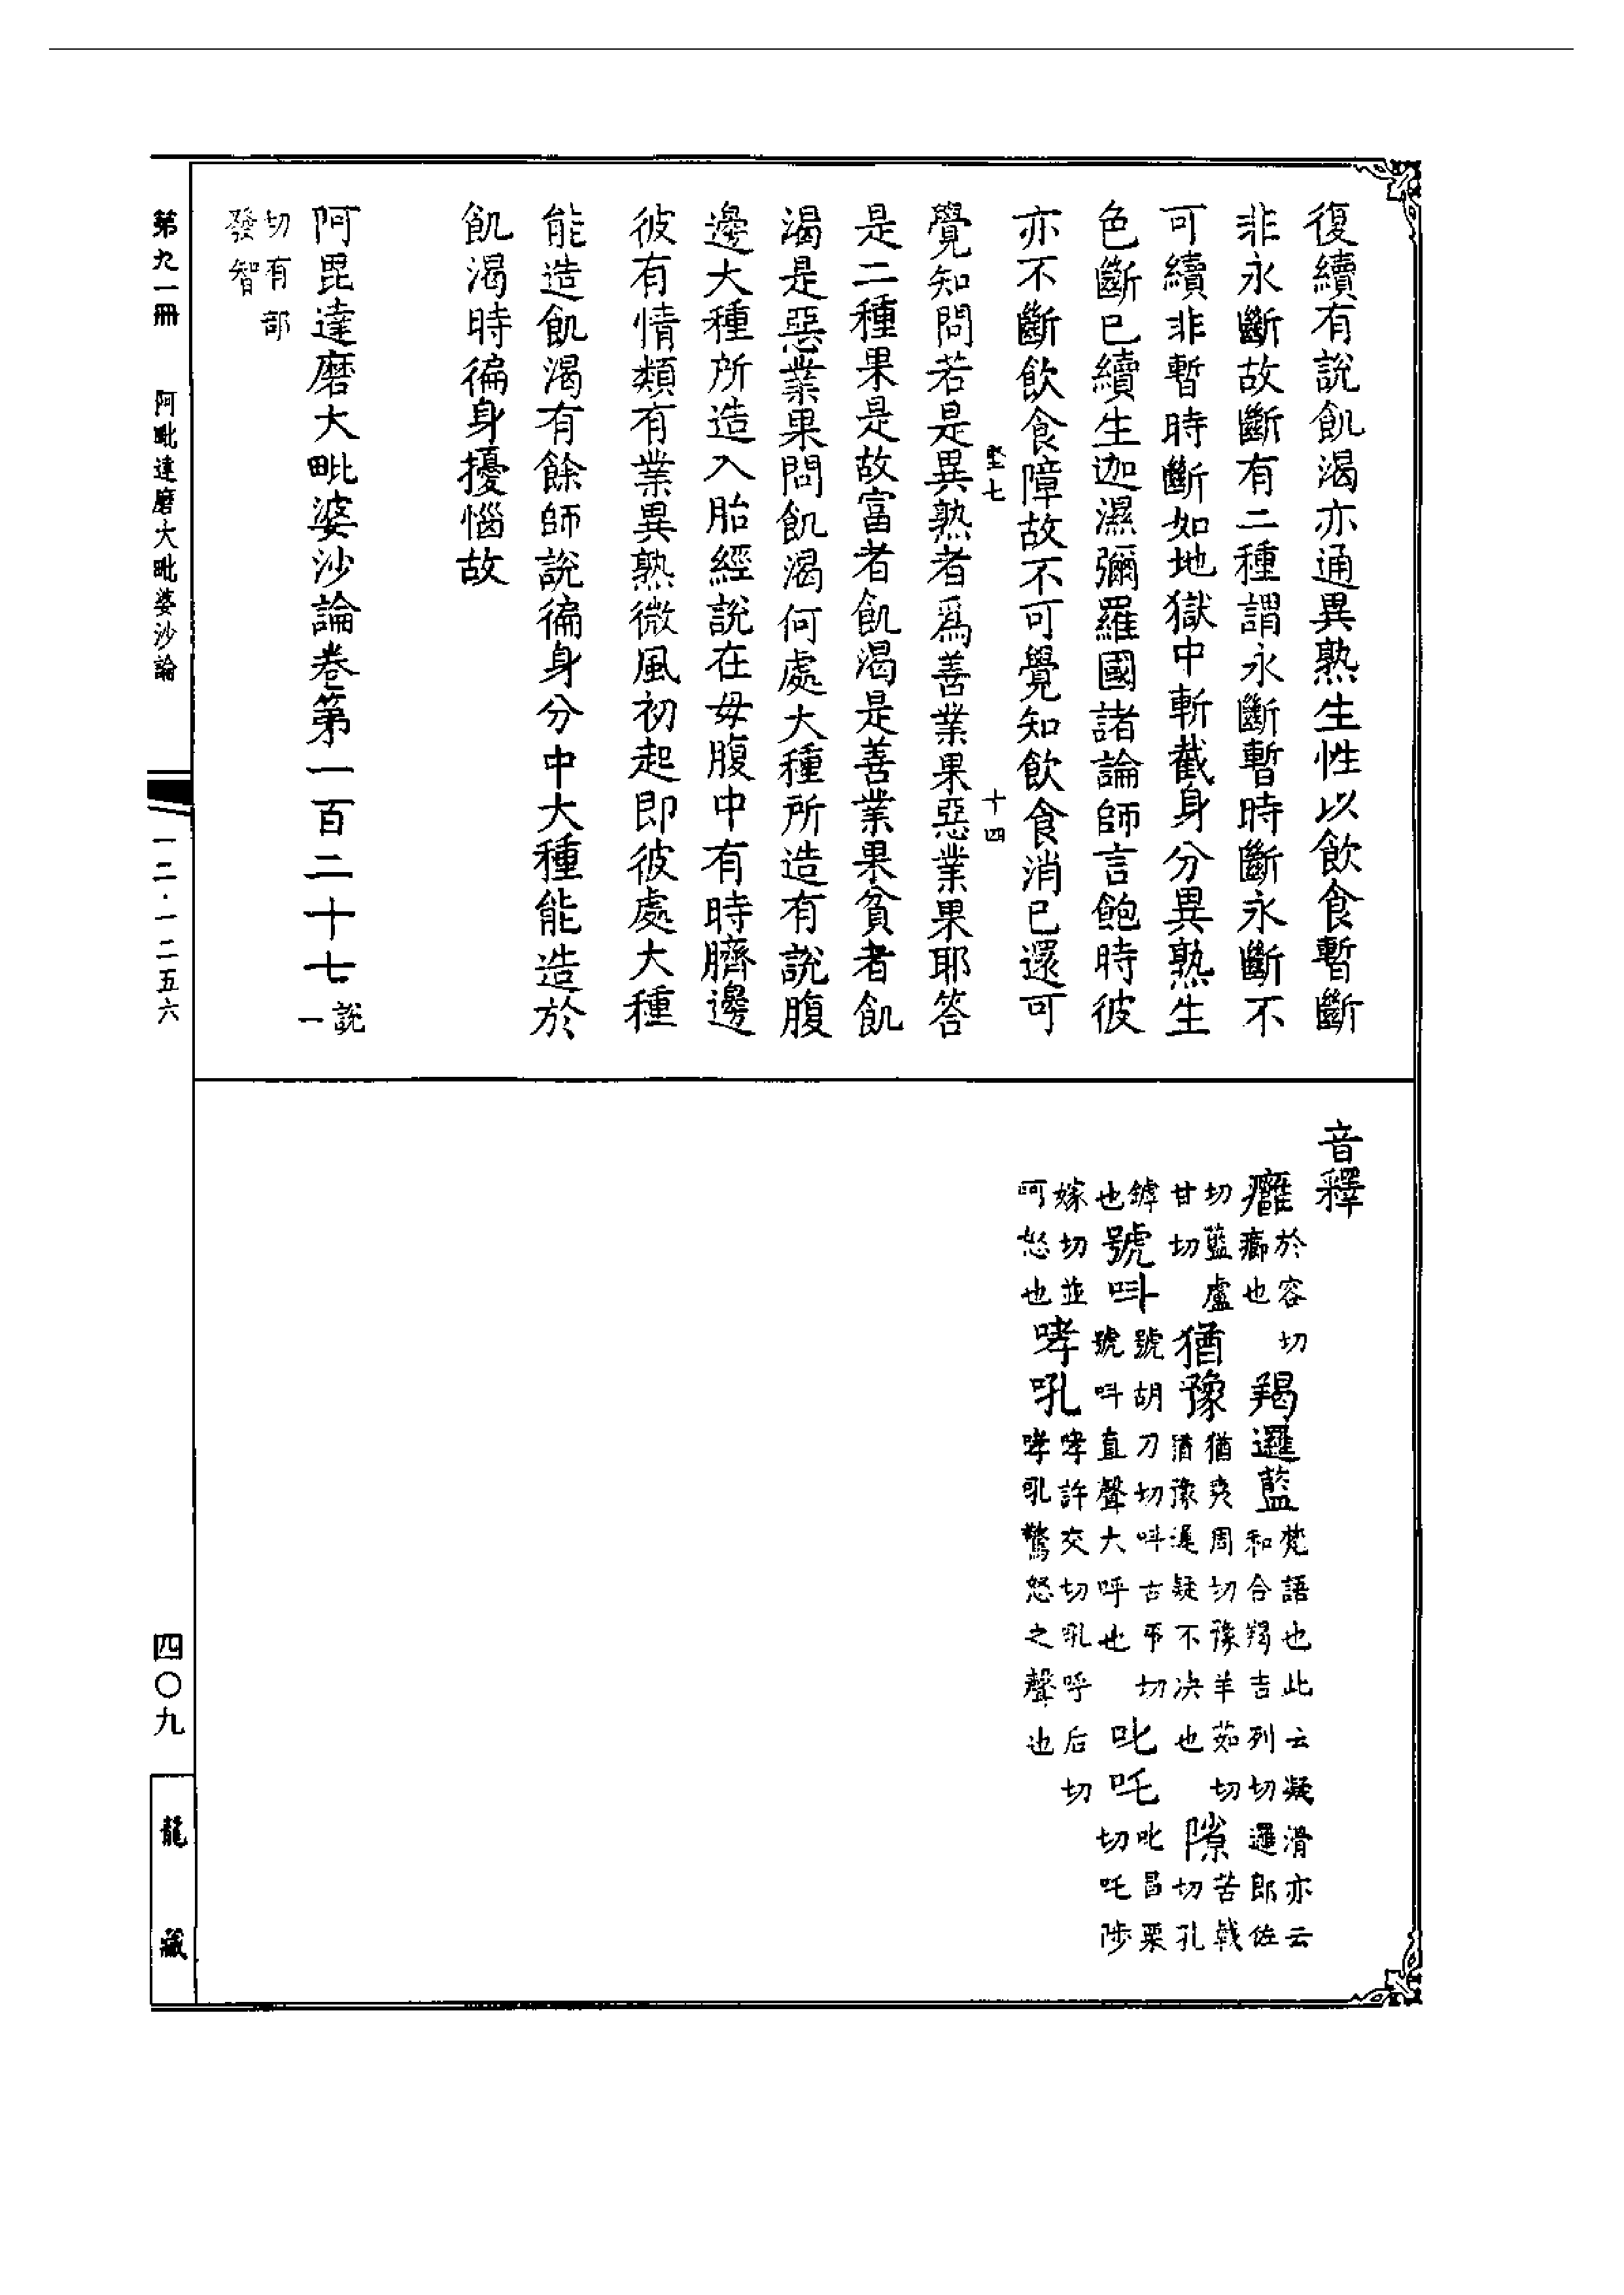 復續有說飢渴亦通異熟生性以飲食暫斷
非永斷故斷有二種謂永斷暫時斷永斷不
可續非暫時斷如地獄中斬截身分異熟生
色斷已續生迦濕彌羅國諸論師言飽時彼
亦不斷飲食障故不可覺知飲食消已還可
堅七
十四
覺知問若是異熟者爲善業果惡業果耶答
是二種果是故富者飢渴是善業果貧者飢
渴是惡業果問飢渴何處大種所造有說腹
邊大種所造入胎經說在毋腹中有時臍邊
彼有情類有業異熟微風初起即彼處大種
能造飢渴有餘師說徧身分中大種能造於
飢渴時徧身擾惱故
阿毘達磨大毗婆沙論卷第一百二十七
說一
切有部
發智
音釋
癰
於容切
癤也
羯邏藍
梵語也此云凝滑亦云
和合羯吉列切邏郎佐
切藍盧
甘切
猶豫
猶夷周切豫羊茹切
猶豫遲疑不決也
隙
苦戟
切孔
罅
也
號呌
號胡刀切呌古弔切
號呌直聲大呼也
叱吒
叱昌栗
切吒陟
嫁切並
呵怒也
哮吼
哮許交切吼呼后切
哮吼驚怒之聲也
第九一冊
阿毗達磨大毗婆沙論
一二·一二五六
四〇九
龍藏